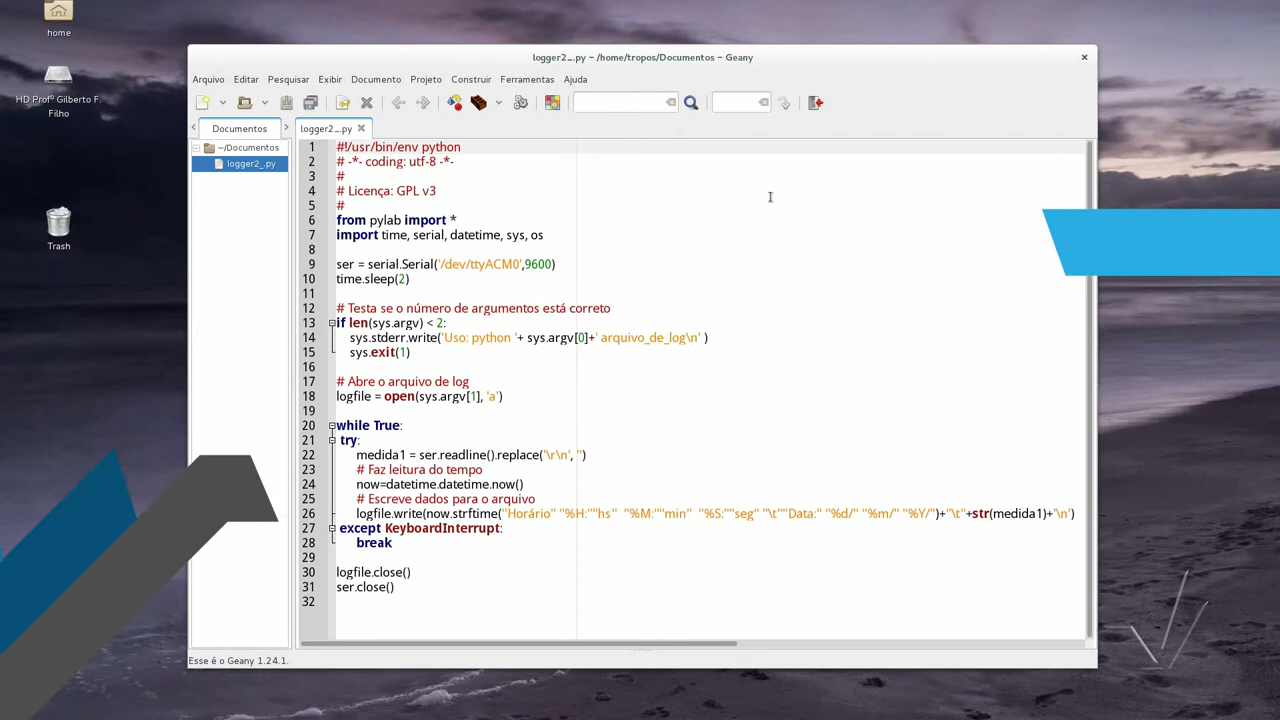 home
HD Profº Gilberto F.
Filho
Trash
logger2_.py – /home/tropos/Documentos – Geany
Arquivo Editar Pesquisar Exibir Documento Projeto Construir Ferramentas Ajuda
Documentos
logger2_.py
~/Documentos
logger2_.py
1 #!/usr/bin/env python
2 # -*- coding: utf-8 -*-
3 #
4 # Licença: GPL v3
5 #
6 from pylab import *
7 import time, serial, datetime, sys, os
8
9 ser = serial.Serial('/dev/ttyACM0',9600)
10 time.sleep(2)
11
12 # Testa se o número de argumentos está correto
13 if len(sys.argv) < 2:
14 sys.stderr.write('Uso: python '+ sys.argv[0]+' arquivo_de_log\n' )
15 sys.exit(1)
16
17 # Abre o arquivo de log
18 logfile = open(sys.argv[1], 'a')
19
20 while True:
21 try:
22 medida1 = ser.readline().replace('\r\n', '')
23 # Faz leitura do tempo
24 now=datetime.datetime.now()
25 # Escreve dados para o arquivo
26 logfile.write(now.strftime("Horário" "%H:""hs" "%M:""min" "%S:""seg" "\t""Data:" "%d/" "%m/" "%Y/")+"\t"+str(medida1)+'\n')
27 except KeyboardInterrupt:
28 break
29
30 logfile.close()
31 ser.close()
32
Esse é o Geany 1.24.1.